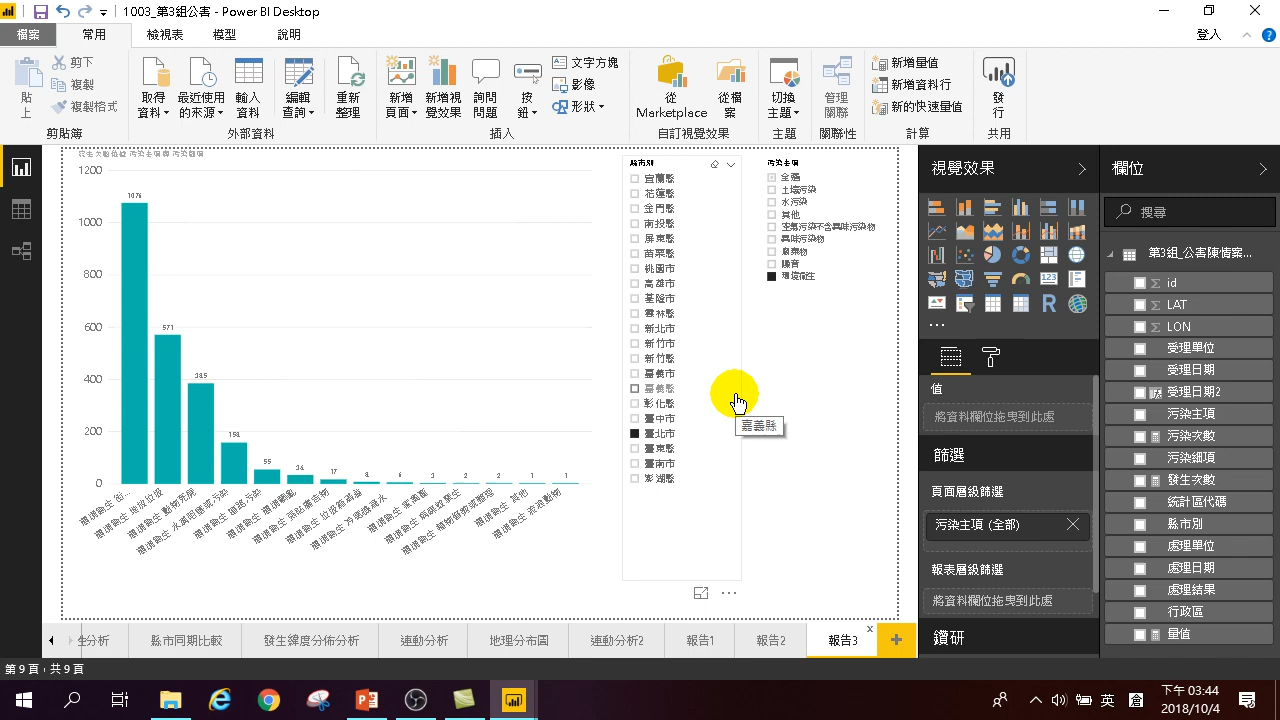 1003_第3組公害 - Power BI Desktop
檔案
常用
檢視表
模型
說明
登入
貼上
剪下
複製
複製格式
剪貼簿
取得資料
最近使用的來源
輸入資料
編輯查詢
重新整理
外部資料
新增頁面
新增視覺效果
詢問問題
按鈕
文字方塊
影像
形狀
插入
從 Marketplace
從檔案
自訂視覺效果
切換主題
主題
管理關聯
關聯性
新增量值
新增資料行
新的快速量值
計算
發行
共用
1200
1000
800
600
400
200
0
1076
571
385
158
55
34
17
2
2
1
1
縣市別
宜蘭縣
花蓮縣
金門縣
南投縣
屏東縣
苗栗縣
桃園市
高雄市
基隆市
雲林縣
新北市
新竹市
新竹縣
嘉義市
嘉義縣
彰化縣
臺中市
臺北市
臺東縣
臺南市
澎湖縣
嘉義縣
污染主項
全選
土壤污染
水污染
其他
空氣污染不含異味污染物
異味污染物
廢棄物
噪音
環境衛生
視覺效果
值
將資料欄位拖曳到此處
篩選
頁面層級篩選
污染主項 (全部)
報表層級篩選
將資料欄位拖曳到此處
鑽研
欄位
搜尋
第3組_公害陳情案...
id
LAT
LON
受理單位
受理日期
受理日期2
污染主項
污染次數
污染細項
發生次數
統計區代碼
縣市別
處理單位
處理日期
處理結果
行政區
量值
分析
縣市同期比較
發生緯度分佈分析
連動分析
地理分布圖
連動分析2
報告1
報告2
報告3
第 9 頁，共 9 頁
英
下午 03:44
2018/10/4